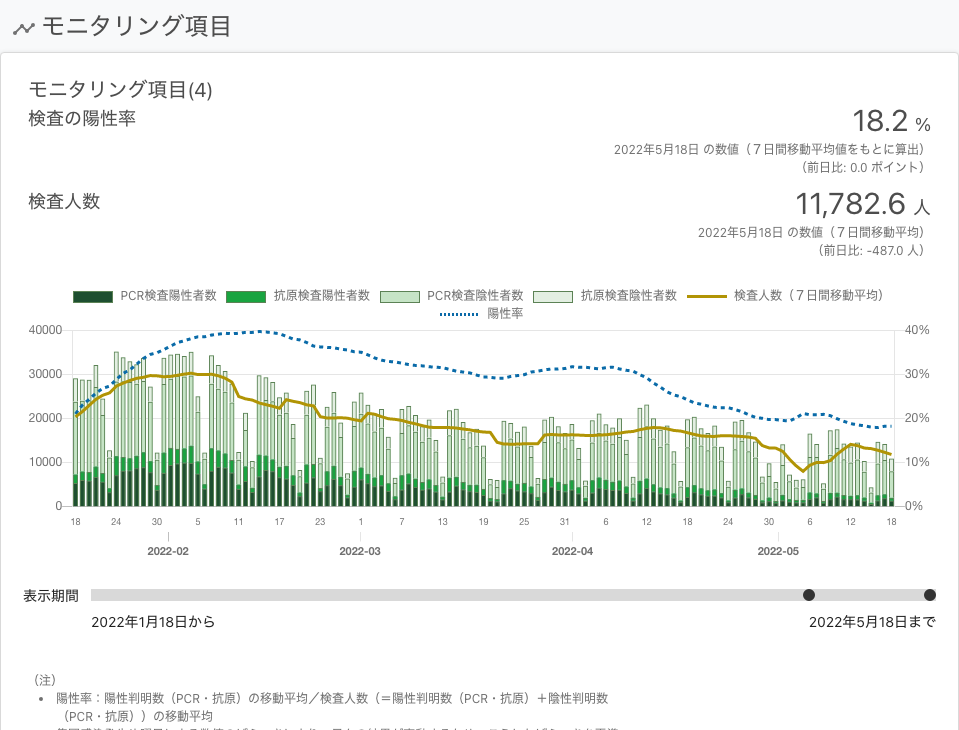 モニタリング項目
モニタリング項目(4)
検査の陽性率
18.2 %
2022年5月18日 の数値（７日間移動平均値をもとに算出）
（前日比: 0.0 ポイント）
検査人数
11,782.6 人
2022年5月18日 の数値（７日間移動平均）
（前日比: -487.0 人）
PCR検査陽性者数 抗原検査陽性者数 PCR検査陰性者数 抗原検査陰性者数 検査人数（７日間移動平均）
陽性率
40000 40%
30000 30%
20000 20%
10000 10%
0 0%
18 24 30 5 11 17 23 1 7 13 19 25 31 6 12 18 24 30 6 12 18
2022-02 2022-03 2022-04 2022-05
表示期間
2022年1月18日から 2022年5月18日まで
（注）
• 陽性率：陽性判明数（PCR・抗原）の移動平均／検査人数（＝陽性判明数（PCR・抗原）＋陰性判明数
（PCR・抗原））の移動平均